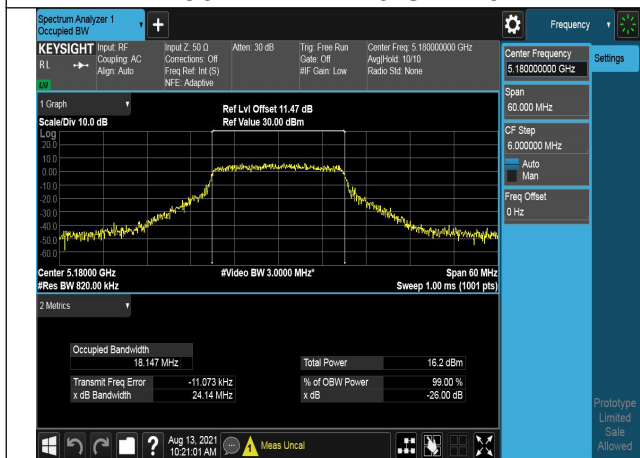 Spectrum Analyzer 1
Occupied BW
Frequency
KEYSIGHT
RL
Input: RF
Coupling: AC
Align: Auto
Input Z: 50 Ω
Corrections: Off
Freq Ref: Int (S)
NFE: Adaptive
Atten: 30 dB
Trig: Free Run
Gate: Off
#IF Gain: Low
Center Freq: 5.180000000 GHz
Avg|Hold: 10/10
Radio Std: None
Center Frequency
5.180000000 GHz
Settings
Span
60.000 MHz
CF Step
6.000000 MHz
Auto
Man
Freq Offset
0 Hz
1 Graph
Scale/Div 10.0 dB
Ref Lvl Offset 11.47 dB
Ref Value 30.00 dBm
Log
20.0
10.0
0.00
-10.0
-20.0
-30.0
-40.0
-50.0
-60.0
Center 5.18000 GHz
#Video BW 3.0000 MHz*
Span 60 MHz
#Res BW 820.00 kHz
Sweep 1.00 ms (1001 pts)
2 Metrics
Occupied Bandwidth
18.147 MHz
Total Power 16.2 dBm
Transmit Freq Error -11.073 kHz
% of OBW Power 99.00 %
x dB Bandwidth 24.14 MHz
x dB -26.00 dB
Prototype
Limited
Sale
Allowed
?
Aug 13, 2021
10:21:01 AM
1
Meas Uncal